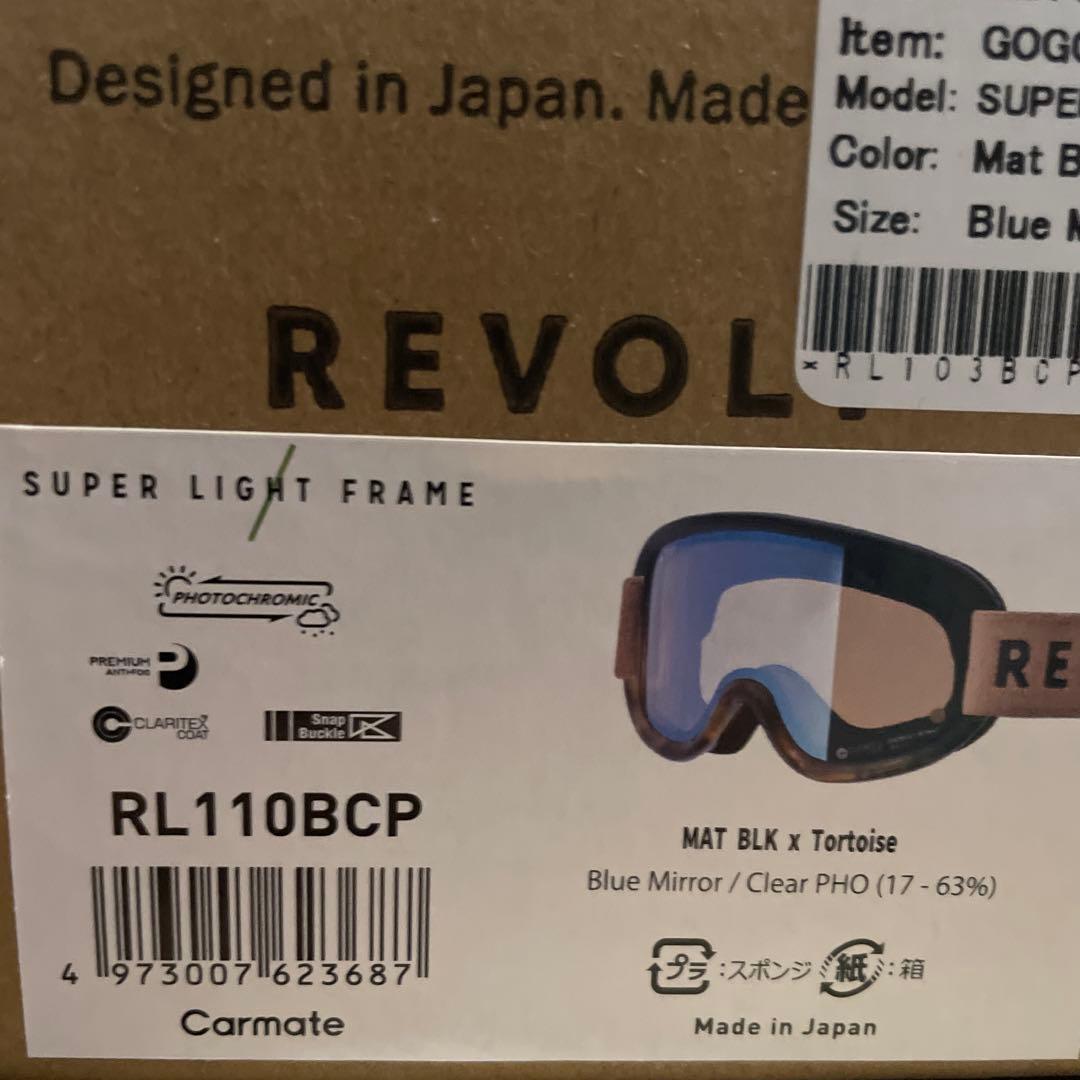 Designed in Japan. Made
Item: GOGG
Model: SUPE
Color: Mat B
Size: Blue M
*RL103BCP
REVOLT
SUPER LIGHT FRAME
PHOTOCHROMIC
PREMIUM
ANTI-FOG
CLARITEX
COAT
Snap
Buckle
RE
RL110BCP
MAT BLK x Tortoise
Blue Mirror / Clear PHO (17 - 63%)
4 973007 623687
プラ:スポンジ 紙:箱
Carmate
Made in Japan